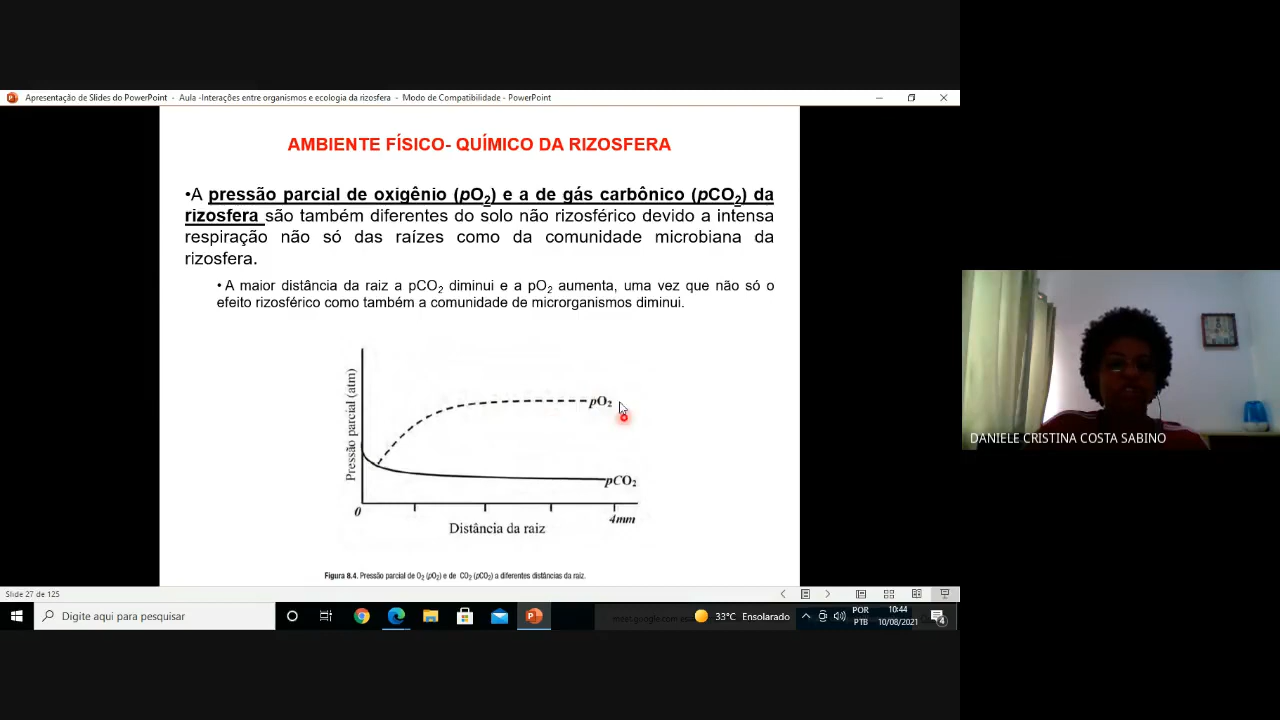 Apresentação de Slides do PowerPoint - Aula -Interações entre organismos e ecologia da rizosfera - Modo de Compatibilidade - PowerPoint
AMBIENTE FÍSICO- QUÍMICO DA RIZOSFERA
•A pressão parcial de oxigênio (pO2) e a de gás carbônico (pCO2) da
rizosfera são também diferentes do solo não rizosférico devido a intensa
respiração não só das raízes como da comunidade microbiana da
rizosfera.
• A maior distância da raiz a pCO2 diminui e a pO2 aumenta, uma vez que não só o
efeito rizosférico como também a comunidade de microrganismos diminui.
Pressão parcial (atm)
pO2
pCO2
0
4mm
Distância da raiz
Figura 8.4. Pressão parcial de O2 (pO2) e de CO2 (pCO2) a diferentes distâncias da raiz.
DANIELE CRISTINA COSTA SABINO
Slide 27 de 125
Digite aqui para pesquisar
33°C Ensolarado
POR
PTB
10:44
10/08/2021
4